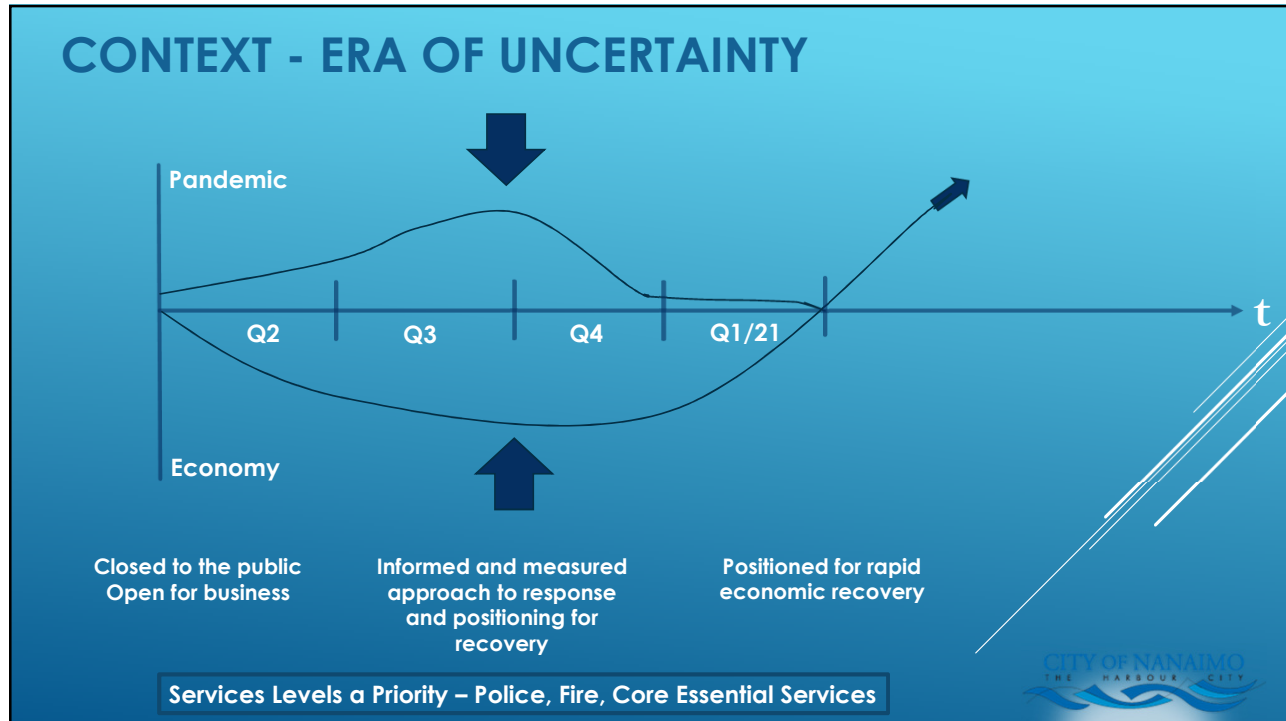 CONTEXT - ERA OF UNCERTAINTY
Pandemic
Q2
Q3
Q4
Q1/21
t
Economy
Closed to the public
Open for business
Informed and measured
approach to response
and positioning for
recovery
Positioned for rapid
economic recovery
Services Levels a Priority – Police, Fire, Core Essential Services
CITY OF NANAIMO
THE HARBOUR CITY